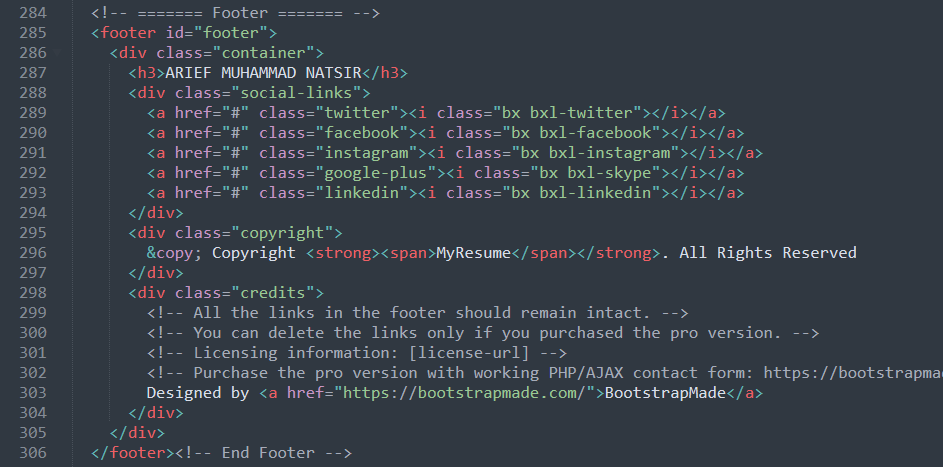 284 <!-- ======= Footer ======= -->
285 <footer id="footer">
286 <div class="container">
287 <h3>ARIEF MUHAMMAD NATSIR</h3>
288 <div class="social-links">
289 <a href="#" class="twitter"><i class="bx bxl-twitter"></i></a>
290 <a href="#" class="facebook"><i class="bx bxl-facebook"></i></a>
291 <a href="#" class="instagram"><i class="bx bxl-instagram"></i></a>
292 <a href="#" class="google-plus"><i class="bx bxl-skype"></i></a>
293 <a href="#" class="linkedin"><i class="bx bxl-linkedin"></i></a>
294 </div>
295 <div class="copyright">
296 &copy; Copyright <strong><span>MyResume</span></strong>. All Rights Reserved
297 </div>
298 <div class="credits">
299 <!-- All the links in the footer should remain intact. -->
300 <!-- You can delete the links only if you purchased the pro version. -->
301 <!-- Licensing information: [license-url] -->
302 <!-- Purchase the pro version with working PHP/AJAX contact form: https://bootstrapma
303 Designed by <a href="https://bootstrapmade.com/">BootstrapMade</a>
304 </div>
305 </div>
306 </footer><!-- End Footer -->